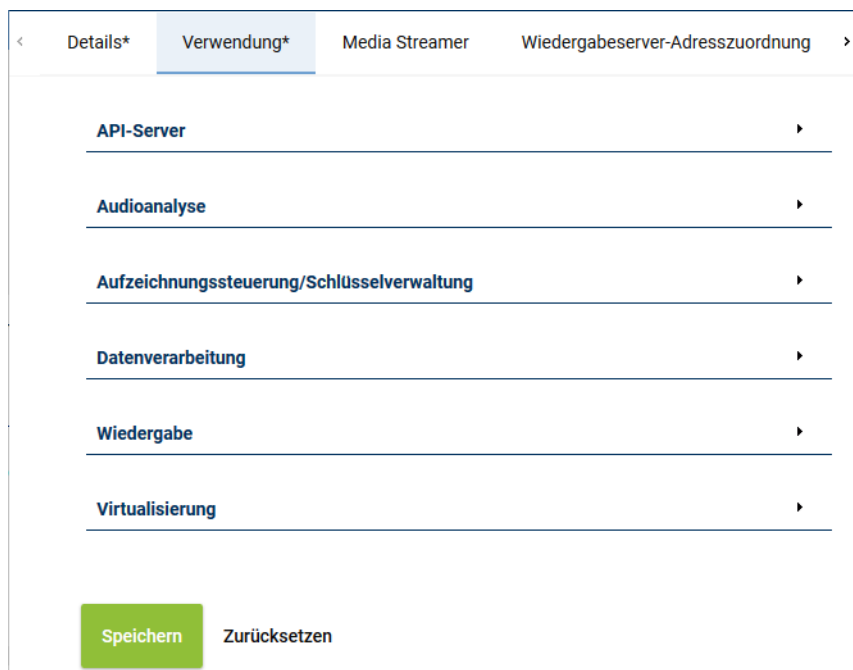 Details* Verwendung* Media Streamer Wiedergabeserver-Adresszuordnung
API-Server
Audioanalyse
Aufzeichnungssteuerung/Schlüsselverwaltung
Datenverarbeitung
Wiedergabe
Virtualisierung
Speichern Zurücksetzen